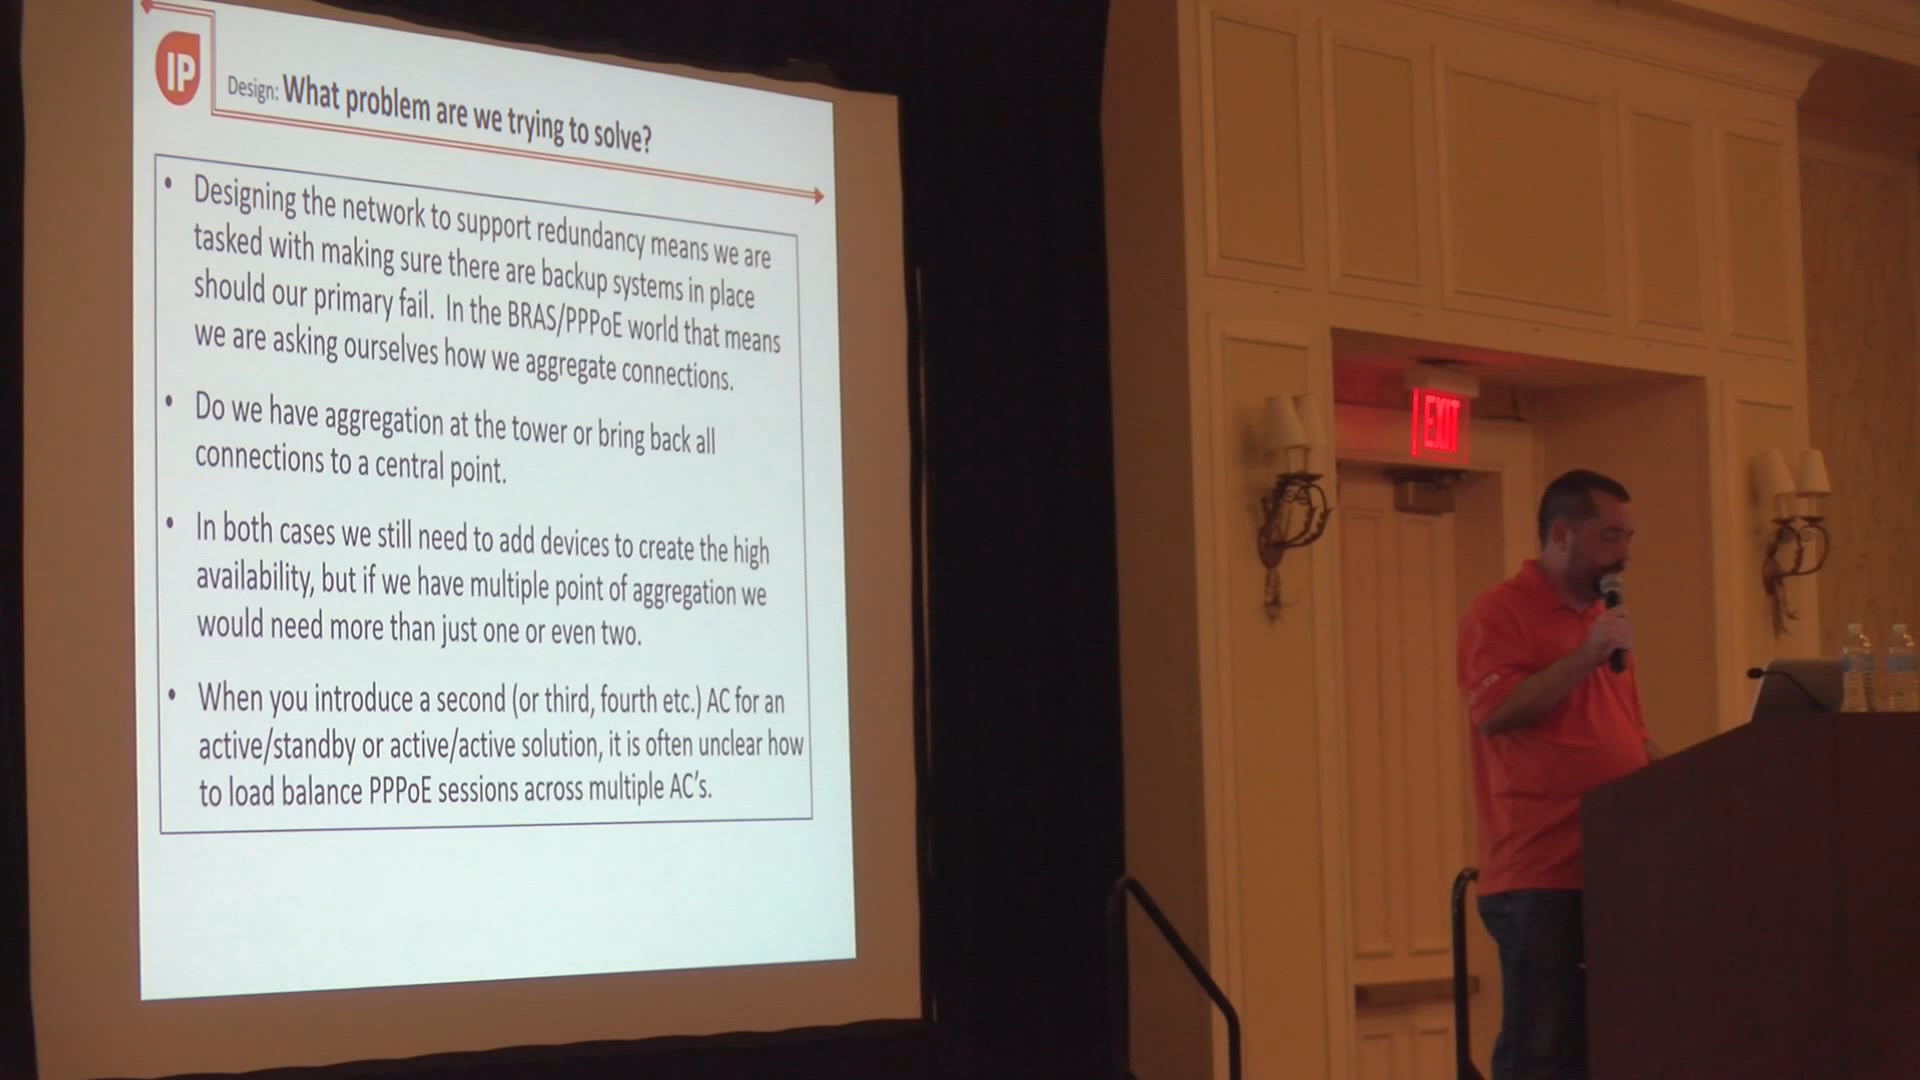 IP
Design: What problem are we trying to solve?
• Designing the network to support redundancy means we are
tasked with making sure there are backup systems in place
should our primary fail. In the BRAS/PPPoE world that means
we are asking ourselves how we aggregate connections.
• Do we have aggregation at the tower or bring back all
connections to a central point.
• In both cases we still need to add devices to create the high
availability, but if we have multiple point of aggregation we
would need more than just one or even two.
• When you introduce a second (or third, fourth etc.) AC for an
active/standby or active/active solution, it is often unclear how
to load balance PPPoE sessions across multiple AC's.
EXIT